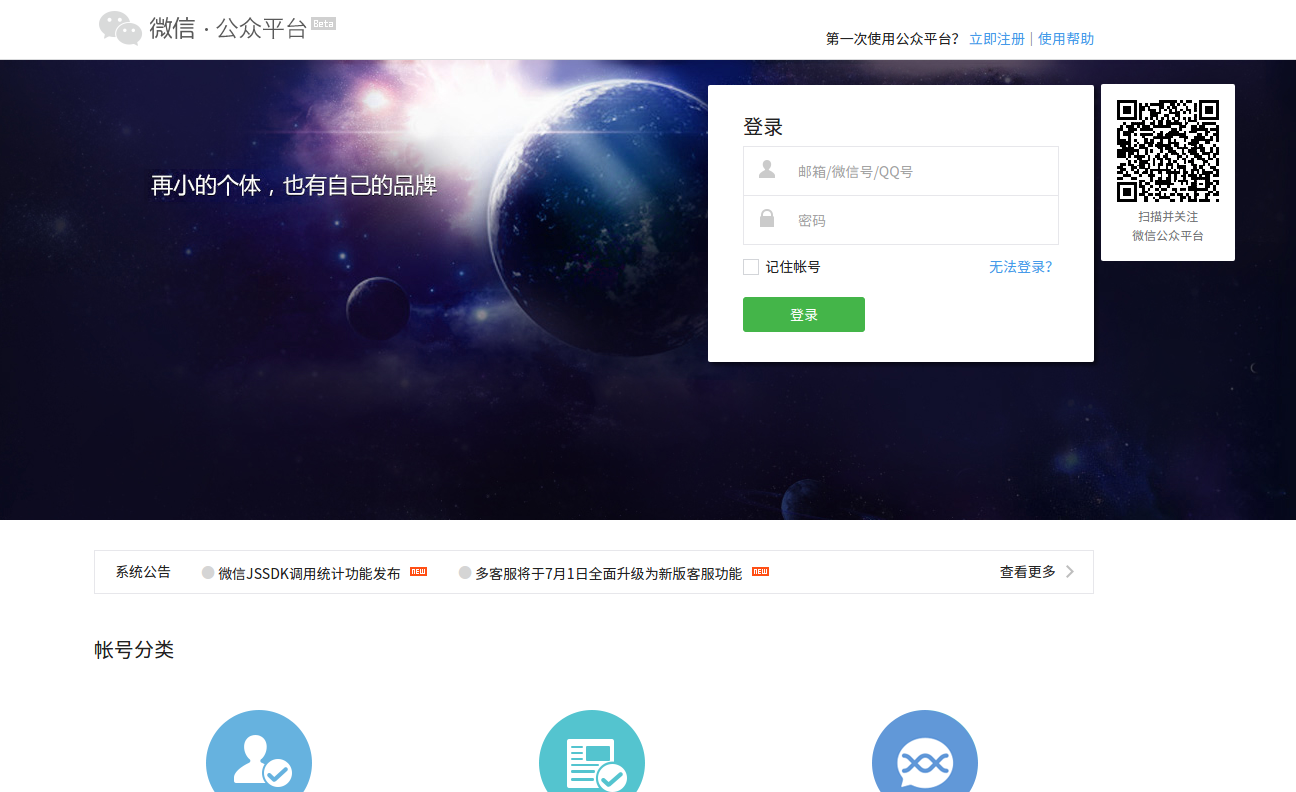 微信·公众平台 Beta
第一次使用公众平台? 立即注册 | 使用帮助
再小的个体，也有自己的品牌
登录
邮箱/微信号/QQ号
密码
记住帐号 无法登录?
登录
扫描并关注
微信公众平台
系统公告 微信JSSDK调用统计功能发布 NEW 多客服将于7月1日全面升级为新版客服功能 NEW 查看更多
帐号分类